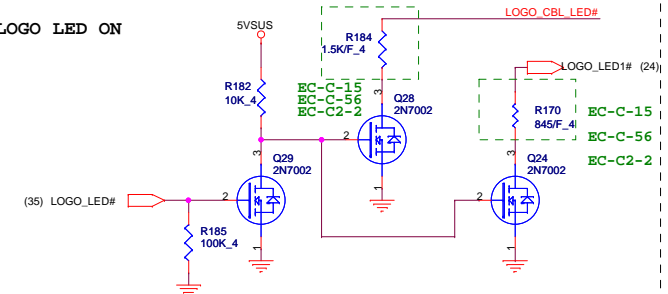 LOGO LED ON
LOGO_CBL_LED#
5VSUS
R184
1.5K/F_4
LOGO_LED1# (24)
R182
10K_4
EC-C-15
EC-C-56
EC-C2-2
3
Q28
2N7002
R170
845/F_4
EC-C-15
EC-C-56
EC-C2-2
2
3
Q29
2N7002
3
Q24
2N7002
1
(35) LOGO_LED#
2
2
R185
100K_4
1
1